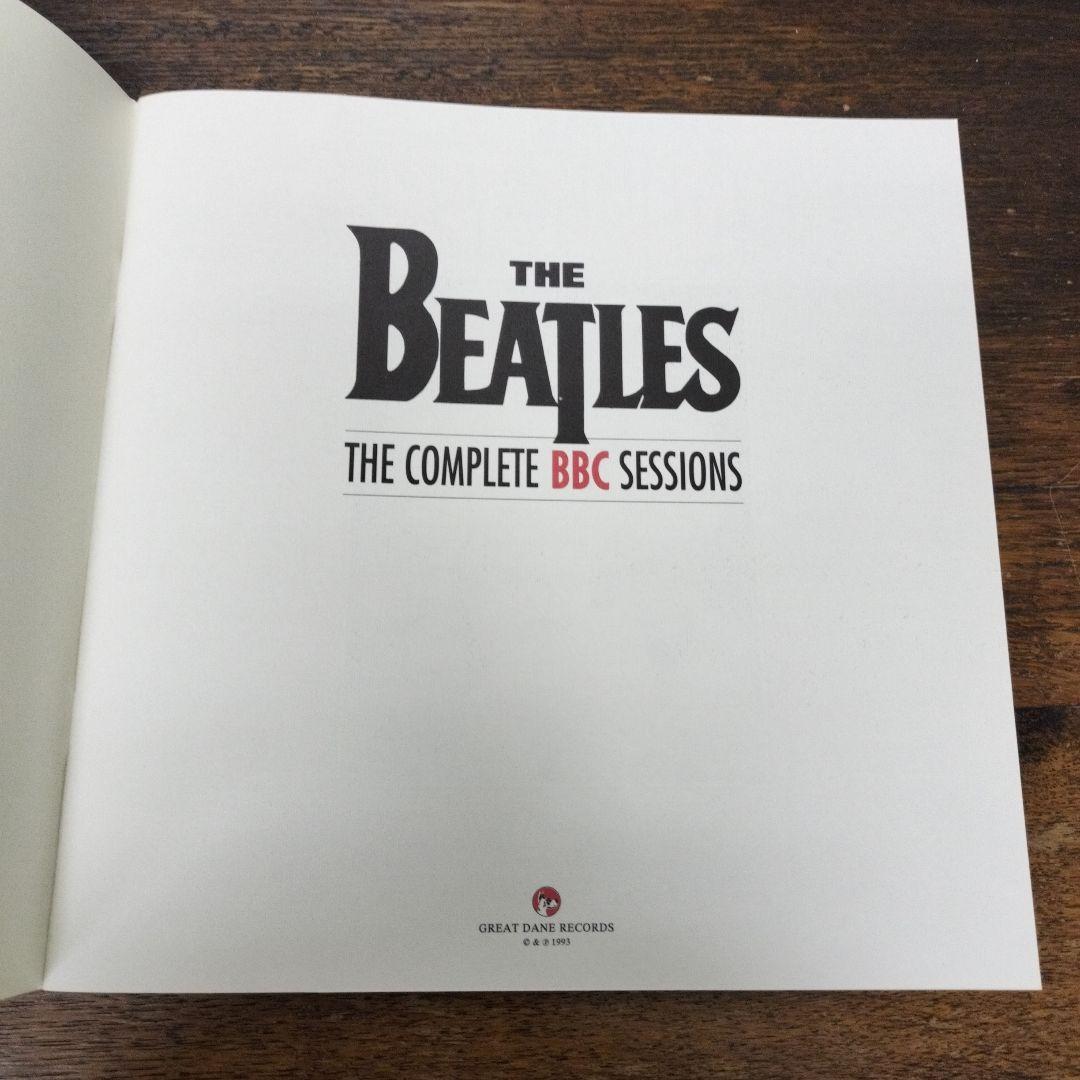 THE
BEATLES
THE COMPLETE BBC SESSIONS
GREAT DANE RECORDS
© & ℗ 1993